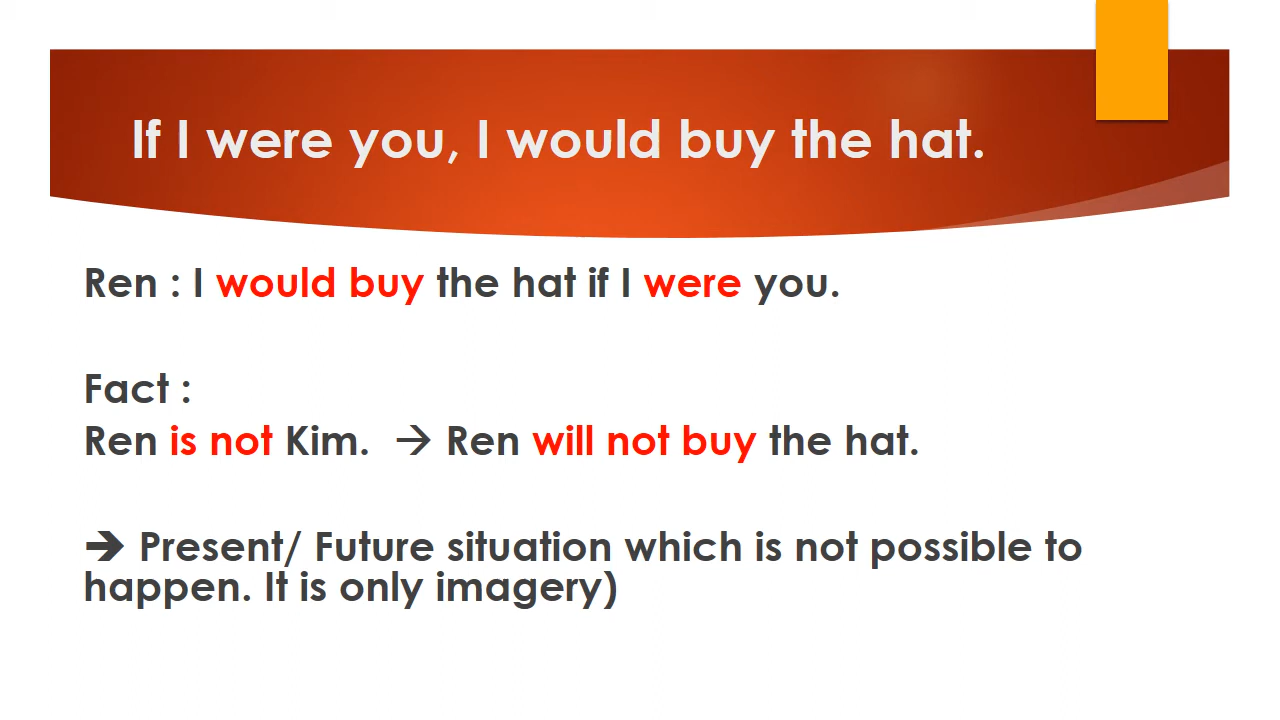 If I were you, I would buy the hat.
Ren : I would buy the hat if I were you.
Fact :
Ren is not Kim. → Ren will not buy the hat.
➔ Present/ Future situation which is not possible to
happen. It is only imagery)